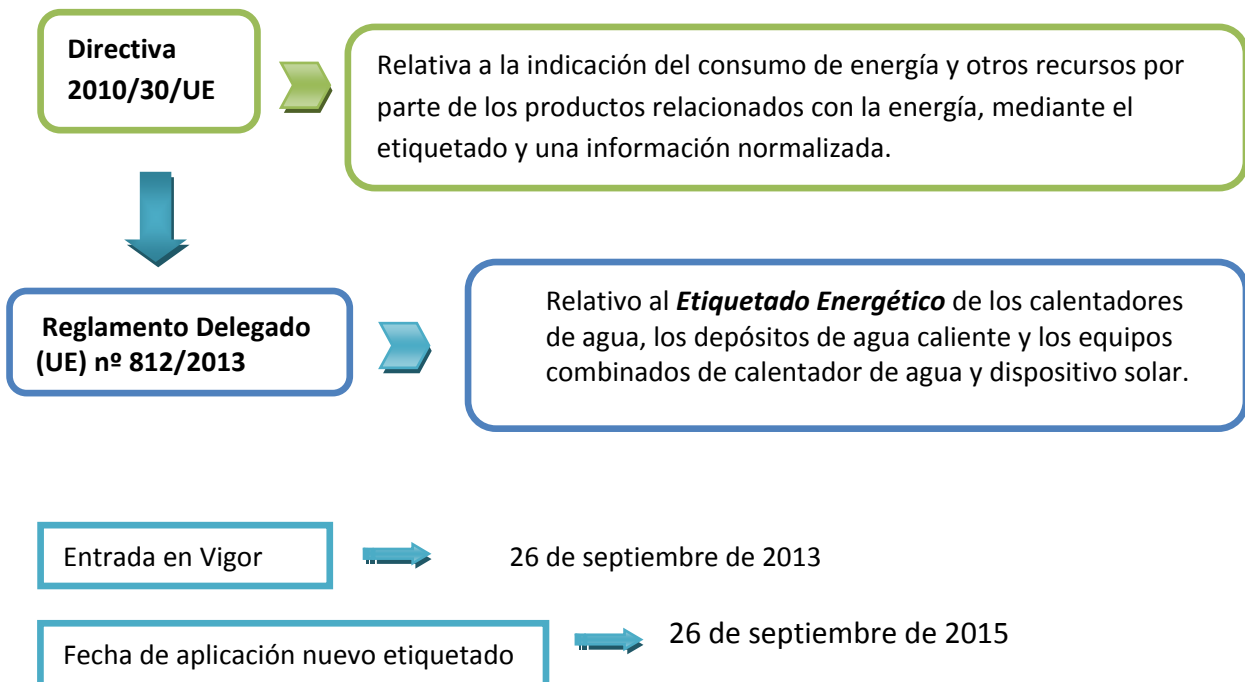 Directiva
2010/30/UE
Relativa a la indicación del consumo de energía y otros recursos por
parte de los productos relacionados con la energía, mediante el
etiquetado y una información normalizada.
Reglamento Delegado
(UE) nº 812/2013
Relativo al Etiquetado Energético de los calentadores
de agua, los depósitos de agua caliente y los equipos
combinados de calentador de agua y dispositivo solar.
Entrada en Vigor
26 de septiembre de 2013
Fecha de aplicación nuevo etiquetado
26 de septiembre de 2015